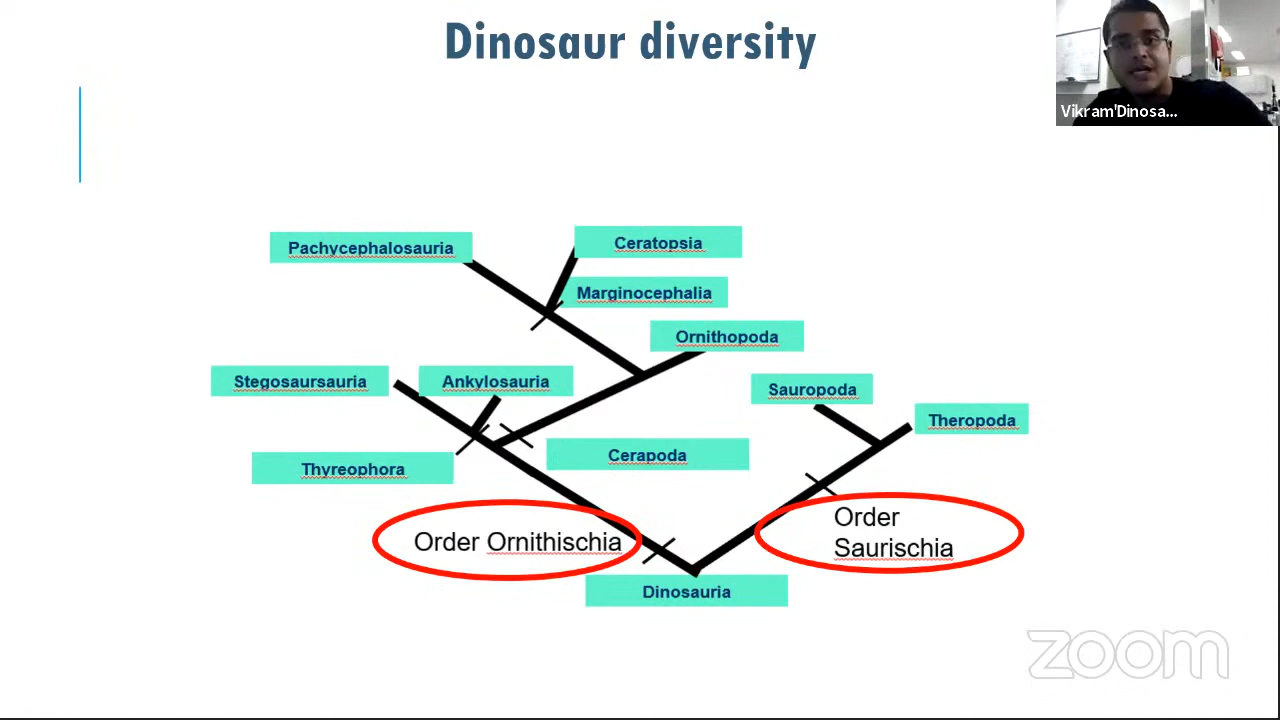 Dinosaur diversity
Vikram'Dinosa...
Pachycephalosauria
Ceratopsia
Marginocephalia
Ornithopoda
Stegosaursauria
Ankylosauria
Sauropoda
Theropoda
Thyreophora
Cerapoda
Order Ornithischia
Order
Saurischia
Dinosauria
zoom